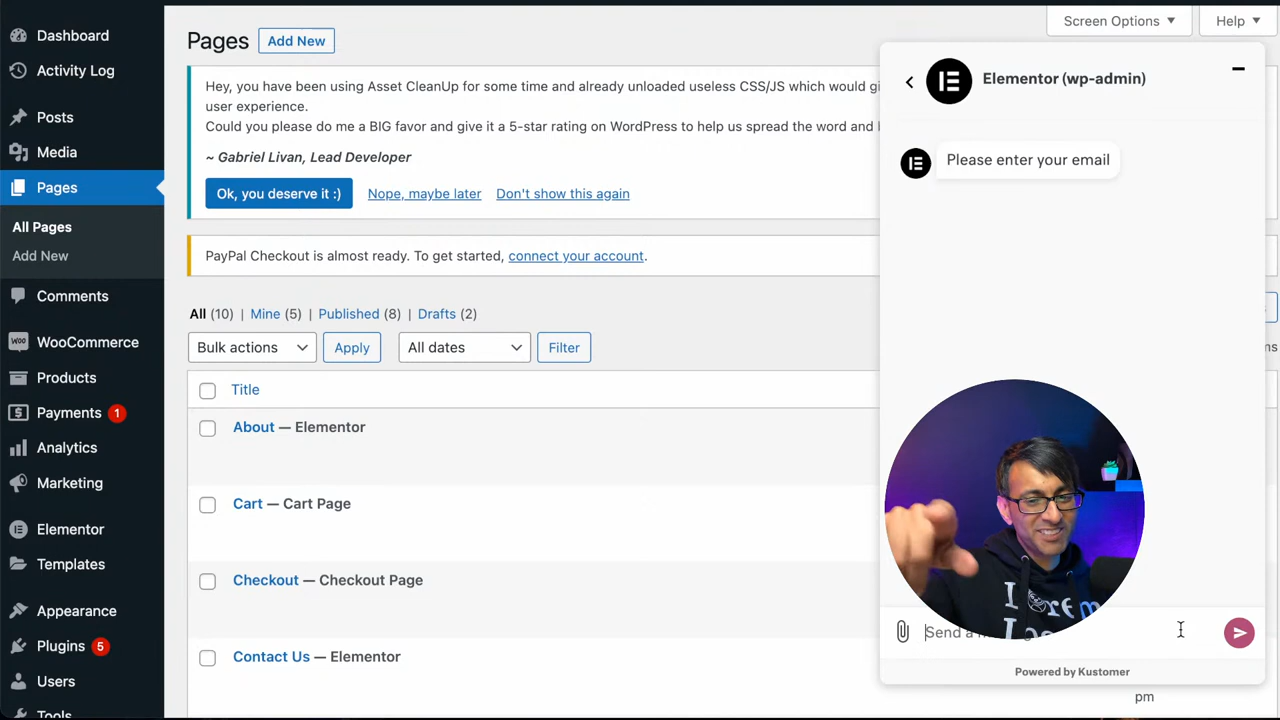 Dashboard
Activity Log
Posts
Media
Pages
All Pages
Add New
Comments
WooCommerce
Products
Payments 1
Analytics
Marketing
Elementor
Templates
Appearance
Plugins 5
Users
Tools
Screen Options
Help
Pages
Add New
Hey, you have been using Asset CleanUp for some time and already unloaded useless CSS/JS which would
user experience.
Could you please do me a BIG favor and give it a 5-star rating on WordPress to help us spread the word and
~ Gabriel Livan, Lead Developer
Ok, you deserve it :)
Nope, maybe later
Don't show this again
PayPal Checkout is almost ready. To get started, connect your account.
All (10) | Mine (5) | Published (8) | Drafts (2)
Bulk actions
Apply
All dates
Filter
Title
About — Elementor
Cart — Cart Page
Checkout — Checkout Page
Contact Us — Elementor
pm
Elementor (wp-admin)
Please enter your email
Send a
Powered by Kustomer